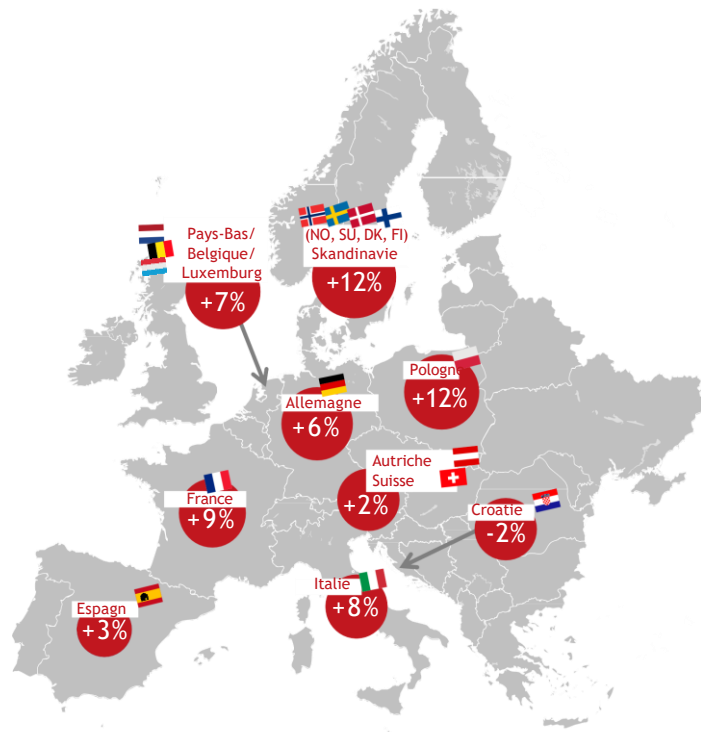 (NO, SU, DK, FI)
Skandinavie
+12%
Pays-Bas/
Belgique/
Luxemburg
+7%
Pologne
+12%
Allemagne
+6%
Autriche
Suisse
+2%
France
+9%
Croatie
-2%
Italie
+8%
Espagn
+3%